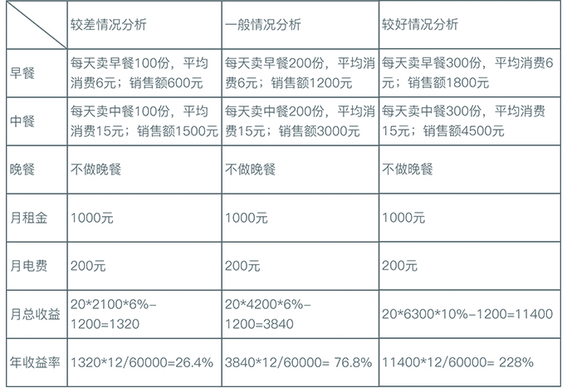 较差情况分析 一般情况分析 较好情况分析
早餐 每天卖早餐100份，平均 每天卖早餐200份，平均消 每天卖早餐300份，平均消费6
消费6元；销售额600元 费6元；销售额1200元 元；销售额1800元
中餐 每天卖中餐100份，平均 每天卖中餐200份，平均消 每天卖中餐300份，平均消费
消费15元；销售额1500元 费15元；销售额3000元 15元；销售额4500元
晚餐 不做晚餐 不做晚餐 不做晚餐
月租金 1000元 1000元 1000元
月电费 200元 200元 200元
月总收益 20*2100*6%- 20*4200*6%- 20*6300*10%-1200=11400
1200=1320 1200=3840
年收益率 1320*12/60000=26.4% 3840*12/60000= 76.8% 11400*12/60000= 228%